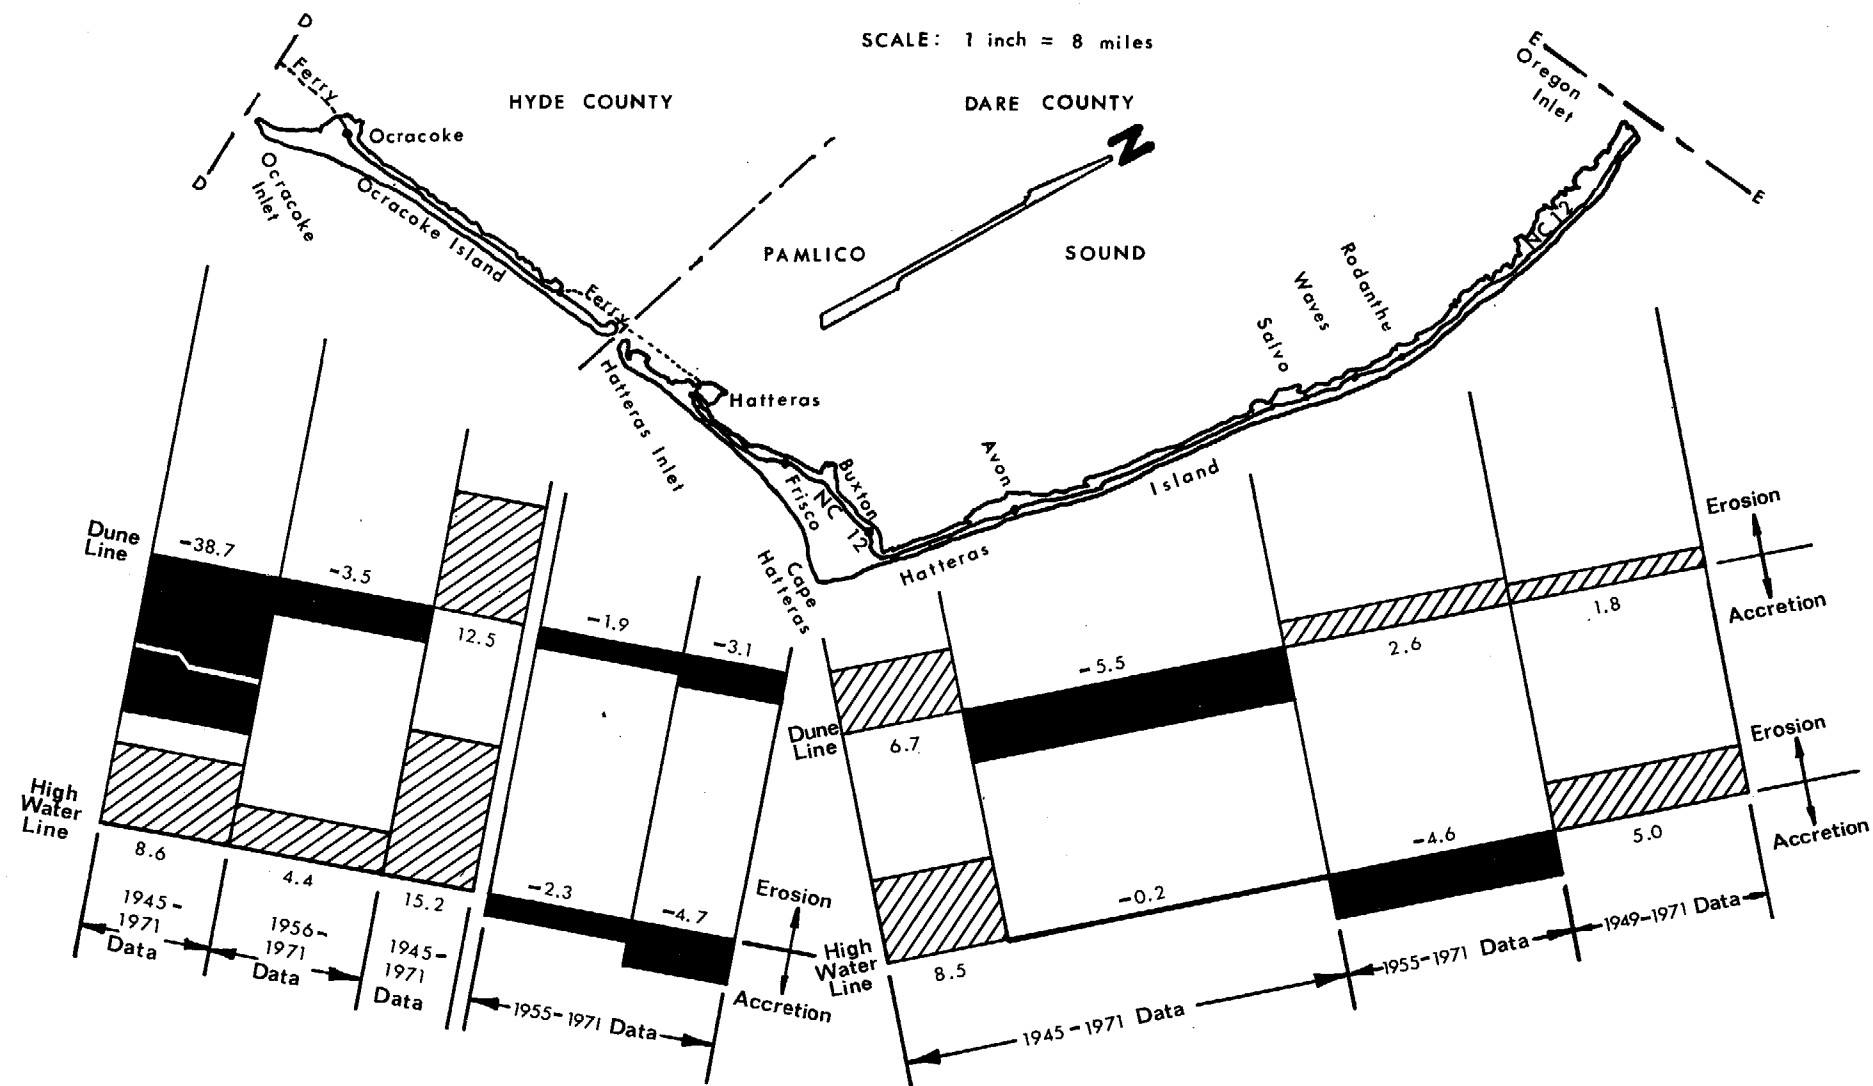 SCALE: 1 inch = 8 miles
HYDE COUNTY
DARE COUNTY
D
Ferry
D
Ocracoke
Ocracoke
Inlet
Ocracoke Island
N
PAMLICO SOUND
E
Oregon
Inlet
E
NC 12
Ferry
Hatteras Inlet
Hatteras
Buxton
Frisco
NC 12
Cape
Hatteras
Avon
Hatteras Island
Salvo
Waves
Rodanthe
Dune
Line
-38.7
-3.5
12.5
-1.9
-3.1
High
Water
Line
8.6
4.4
15.2
-2.3
-4.7
Erosion
Accretion
1945-
1971
Data
1956-
1971
Data
1945-
1971
Data
1955-1971 Data
Dune
Line
6.7
-5.5
2.6
1.8
Erosion
Accretion
High
Water
Line
8.5
-0.2
-4.6
5.0
Erosion
Accretion
1945-1971 Data
1955-1971 Data
1949-1971 Data